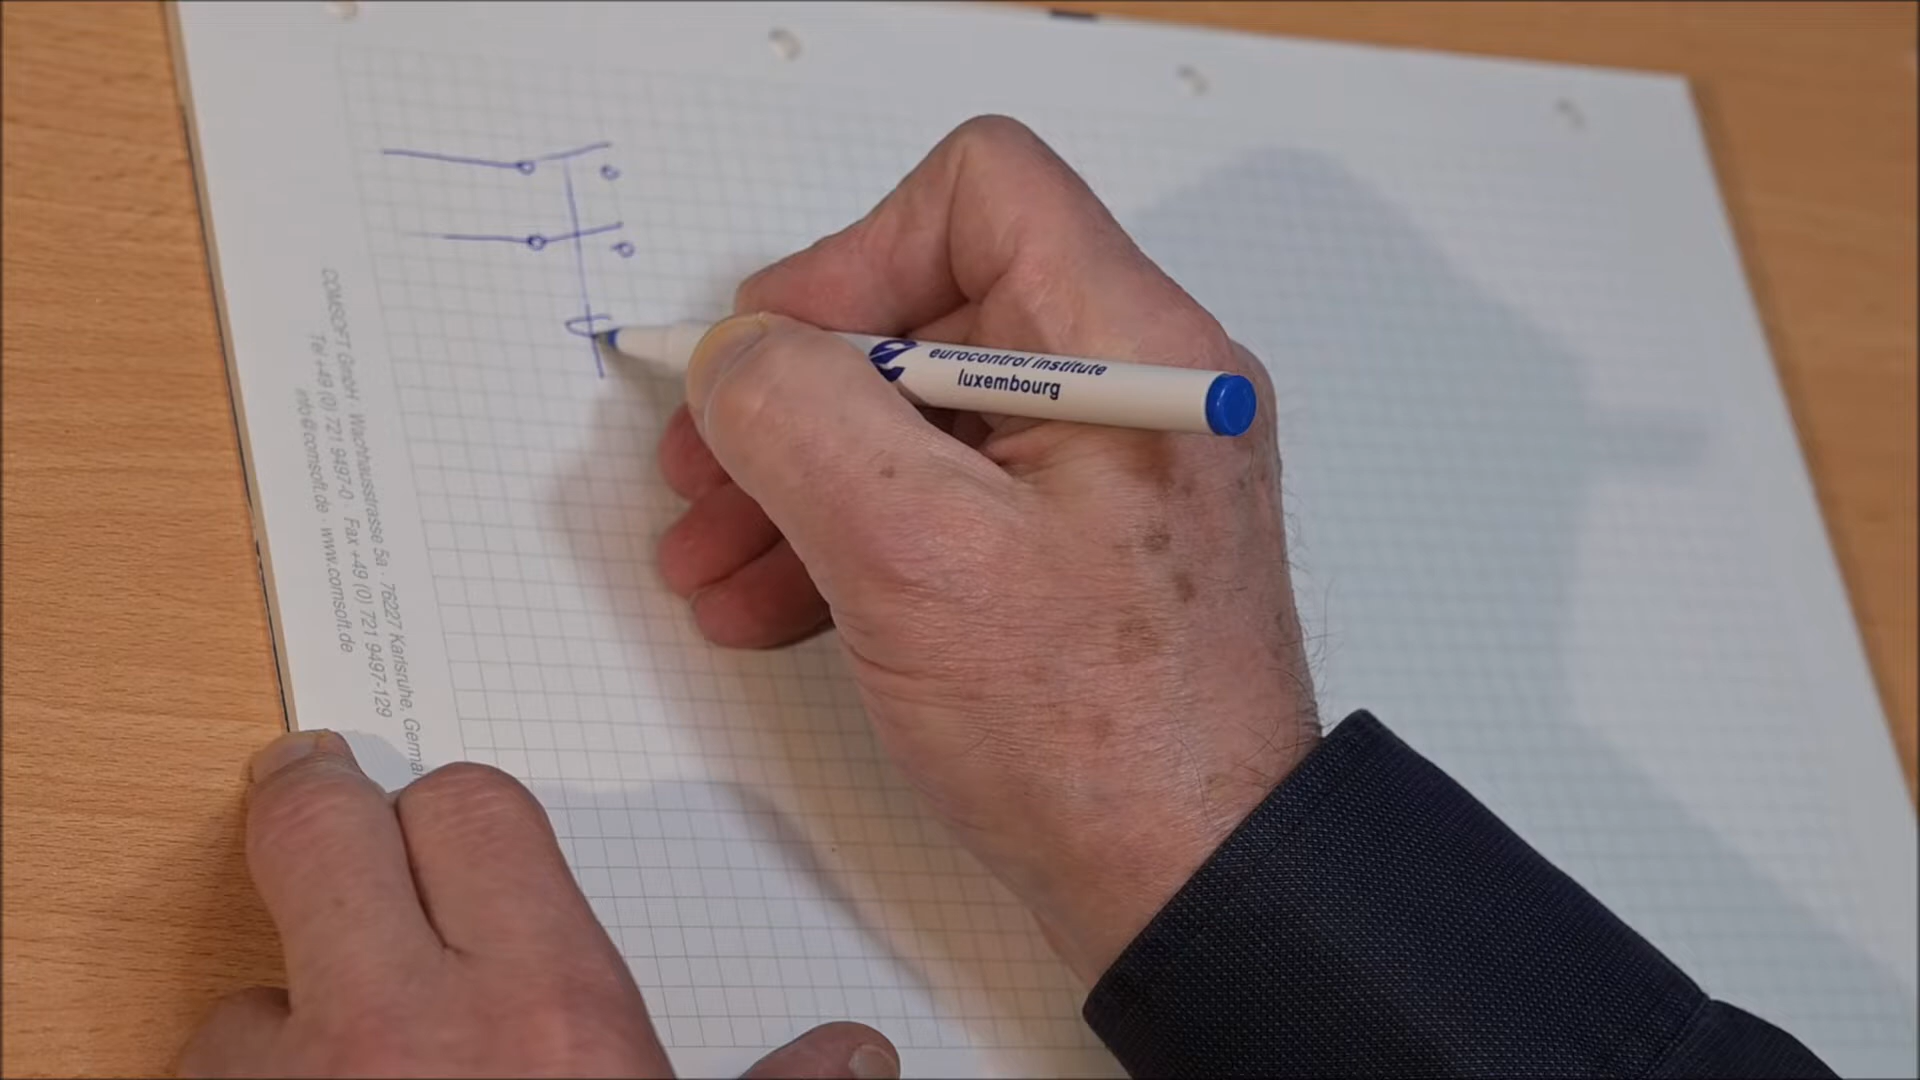 eurocontrol institute
luxembourg
COMSOFT GmbH · Wachhausstrasse 5a · 76227 Karlsruhe, German
Tel +49 (0) 721 9497-0 · Fax +49 (0) 721 9497-129
info@comsoft.de · www.comsoft.de